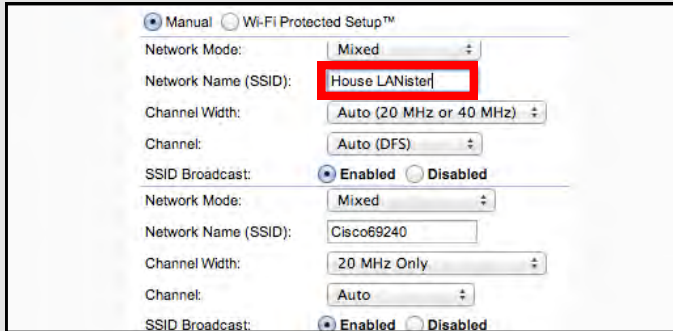 Manual Wi-Fi Protected Setup™
Network Mode: Mixed
Network Name (SSID): House LANister
Channel Width: Auto (20 MHz or 40 MHz)
Channel: Auto (DFS)
SSID Broadcast: Enabled Disabled
Network Mode: Mixed
Network Name (SSID): Cisco69240
Channel Width: 20 MHz Only
Channel: Auto
SSID Broadcast: Enabled Disabled